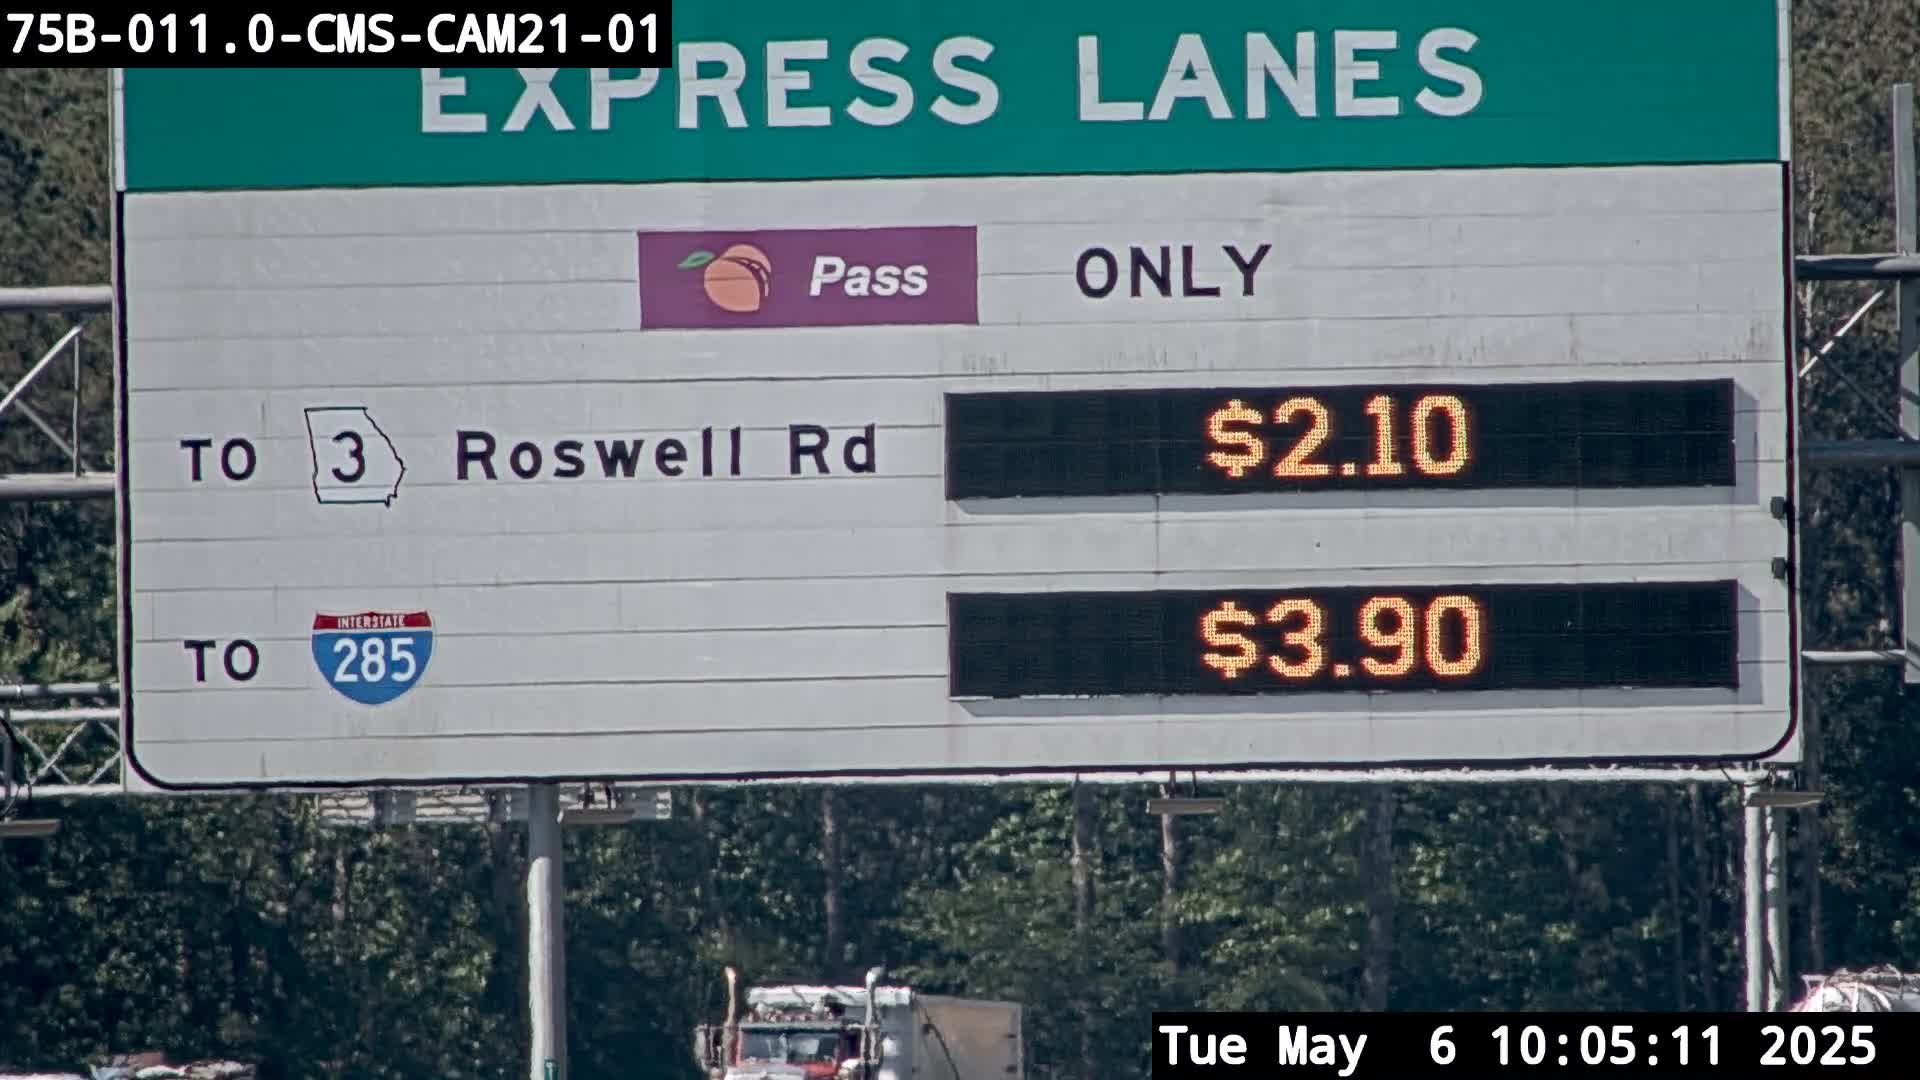 75B-011.0-CMS-CAM21-01
EXPRESS LANES
Pass ONLY
TO 3 Roswell Rd $2.10
TO INTERSTATE 285 $3.90
Tue May 6 10:05:11 2025